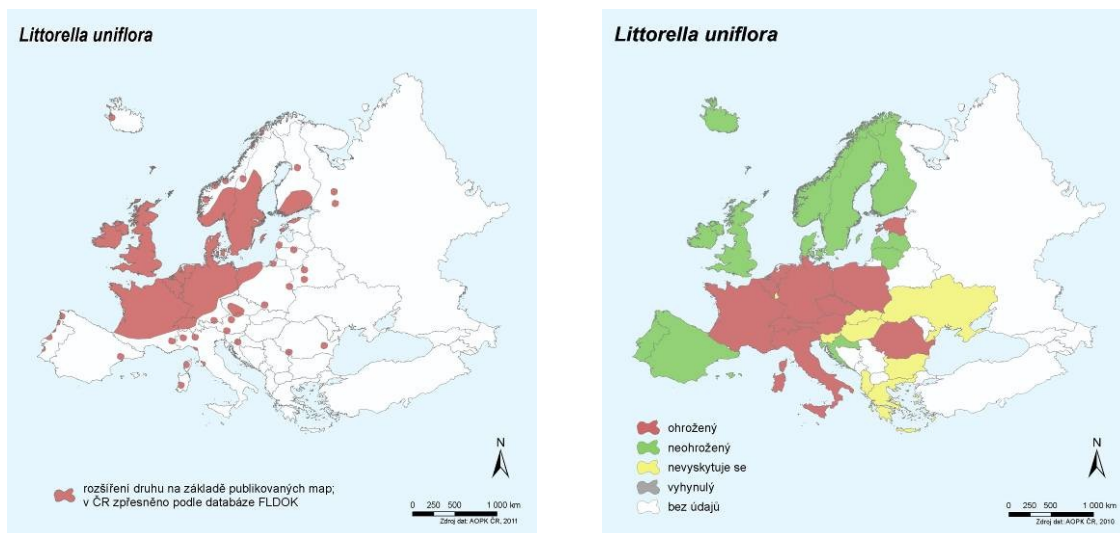 Littorella uniflora
N
rozšíření druhu na základě publikovaných map;
v ČR zpřesněno podle databáze FLDOK
0 250 500 1 000 km
Zdroj dat: AOPK ČR, 2011
Littorella uniflora
ohrožený
neohrožený
nevyskytuje se
vyhynulý
bez údajů
N
0 250 500 1 000 km
Zdroj dat: AOPK ČR, 2010